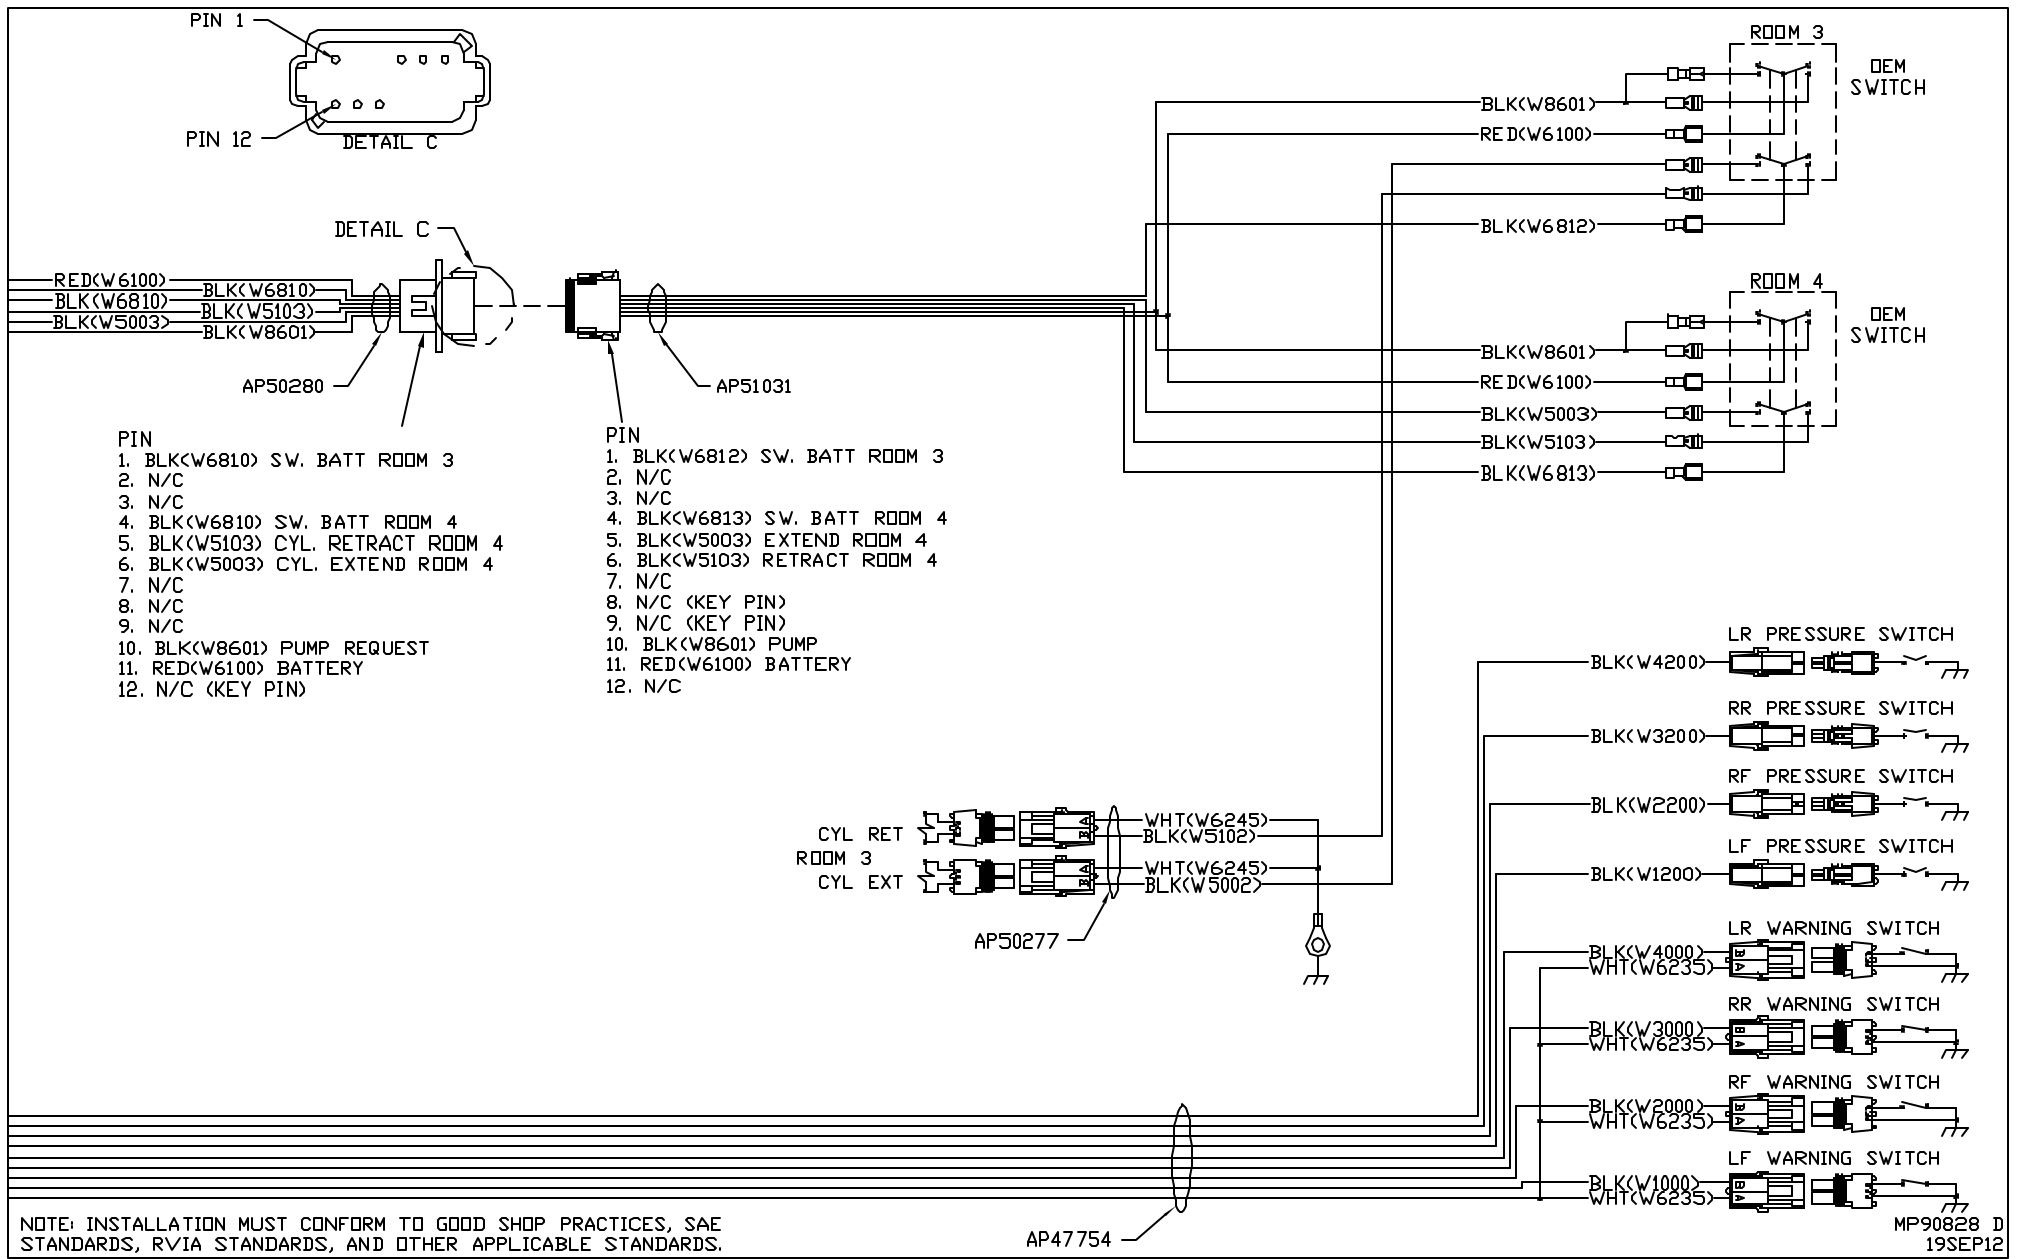 PIN 1
PIN 12
DETAIL C
DETAIL C
RED(W6100)
BLK(W6810)
BLK(W6810)
BLK(W5103)
BLK(W5003)
BLK(W8601)
AP50280
AP51031
PIN
1. BLK(W6810) SW. BATT ROOM 3
2. N/C
3. N/C
4. BLK(W6810) SW. BATT ROOM 4
5. BLK(W5103) CYL. RETRACT ROOM 4
6. BLK(W5003) CYL. EXTEND ROOM 4
7. N/C
8. N/C
9. N/C
10. BLK(W8601) PUMP REQUEST
11. RED(W6100) BATTERY
12. N/C (KEY PIN)
PIN
1. BLK(W6812) SW. BATT ROOM 3
2. N/C
3. N/C
4. BLK(W6813) SW. BATT ROOM 4
5. BLK(W5003) EXTEND ROOM 4
6. BLK(W5103) RETRACT ROOM 4
7. N/C
8. N/C (KEY PIN)
9. N/C (KEY PIN)
10. BLK(W8601) PUMP
11. RED(W6100) BATTERY
12. N/C
ROOM 3
OEM
SWITCH
BLK(W8601)
RED(W6100)
BLK(W6812)
ROOM 4
OEM
SWITCH
BLK(W8601)
RED(W6100)
BLK(W5003)
BLK(W5103)
BLK(W6813)
CYL RET
ROOM 3
CYL EXT
A
B
A
B
WHT(W6245)
BLK(W5102)
WHT(W6245)
BLK(W5002)
AP50277
LR PRESSURE SWITCH
BLK(W4200)
RR PRESSURE SWITCH
BLK(W3200)
RF PRESSURE SWITCH
BLK(W2200)
LF PRESSURE SWITCH
BLK(W1200)
LR WARNING SWITCH
BLK(W4000)
WHT(W6235)
B
A
RR WARNING SWITCH
BLK(W3000)
WHT(W6235)
B
A
RF WARNING SWITCH
BLK(W2000)
WHT(W6235)
B
A
LF WARNING SWITCH
BLK(W1000)
WHT(W6235)
B
A
AP47754
NOTE: INSTALLATION MUST CONFORM TO GOOD SHOP PRACTICES, SAE
STANDARDS, RVIA STANDARDS, AND OTHER APPLICABLE STANDARDS.
MP90828 D
19SEP12